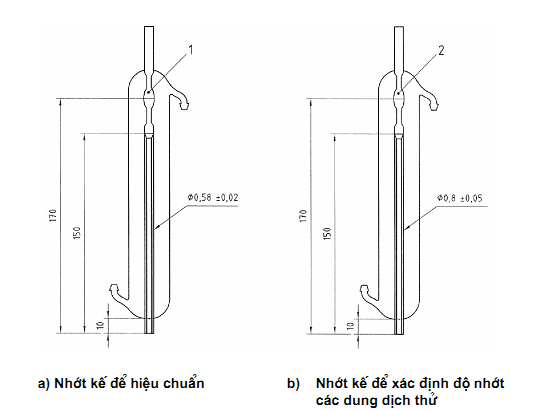 1
2
170
150
10
Φ0,58 ±0,02
170
150
10
Φ0,8 ±0,05
a) Nhớt kế để hiệu chuẩn
b) Nhớt kế để xác định độ nhớt
các dung dịch thử